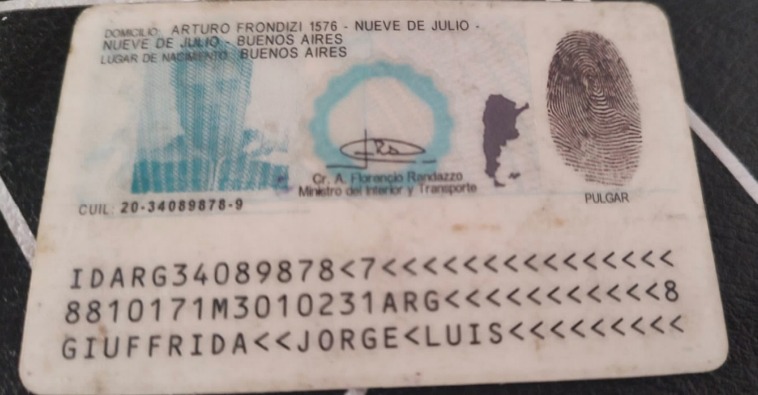 DOMICILIO: ARTURO FRONDIZI 1576 - NUEVE DE JULIO -
NUEVE DE JULIO - BUENOS AIRES
LUGAR DE NACIMIENTO: BUENOS AIRES
Cr. A. Florencio Randazzo
Ministro del Interior y Transporte
PULGAR
CUIL: 20-34089878-9
IDARG34089878<7<<<<<<<<<<<<<<<
8810171M3010231ARG<<<<<<<<<<<8
GIUFFRIDA<<JORGE<LUIS<<<<<<<<<